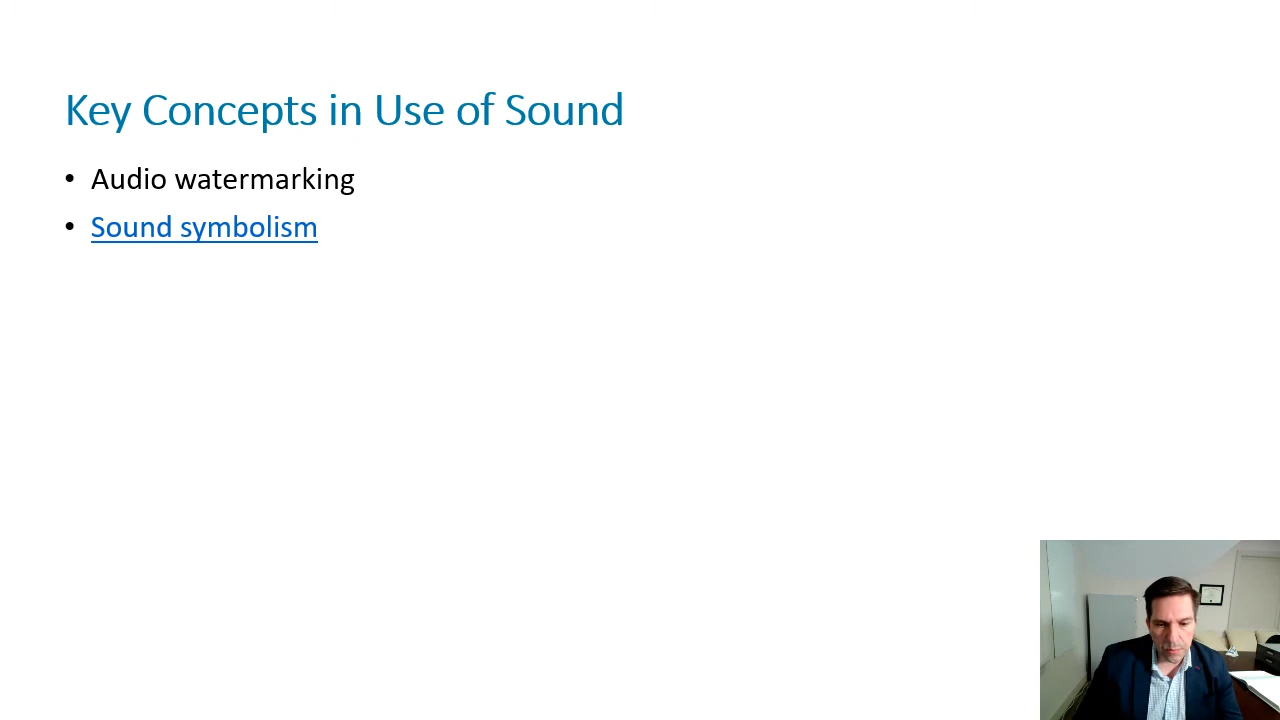 Key Concepts in Use of Sound
• Audio watermarking
• Sound symbolism